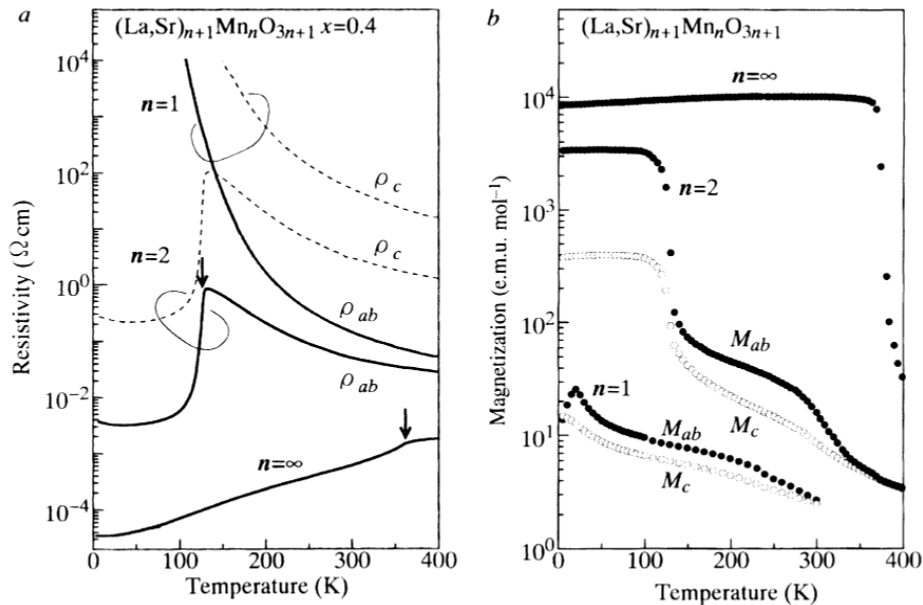 a
(La,Sr)n+1MnnO3n+1 x=0.4
Resistivity (Ω cm)
10^4
10^2
10^0
10^−2
10^−4
n=1
ρc
ρc
n=2
ρab
ρab
n=∞
0 100 200 300 400
Temperature (K)
b
(La,Sr)n+1MnnO3n+1
Magnetization (e.m.u. mol^−1)
10^4
10^3
10^2
10^1
10^0
n=∞
n=2
Mab
Mc
n=1
Mab
Mc
0 100 200 300 400
Temperature (K)